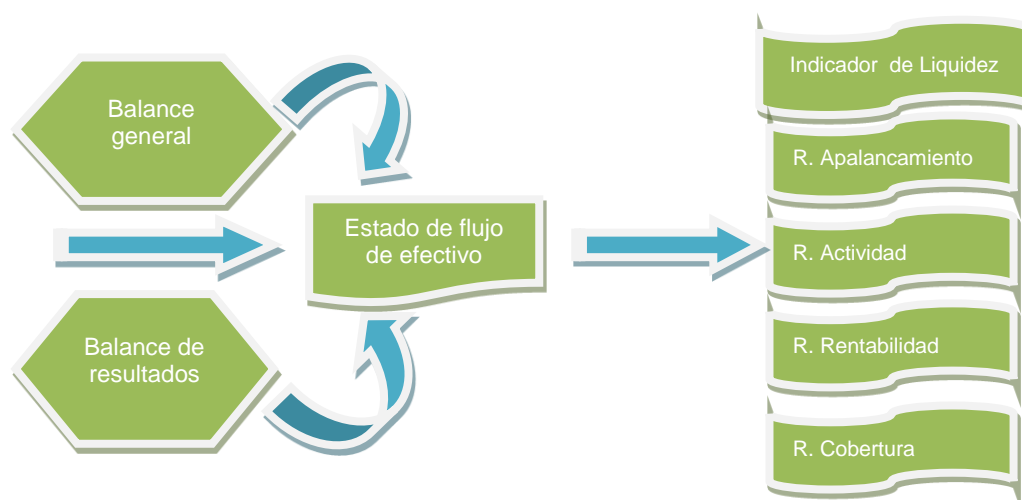 Balance
general
Balance de
resultados
Estado de flujo
de efectivo
Indicador de Liquidez
R. Apalancamiento
R. Actividad
R. Rentabilidad
R. Cobertura